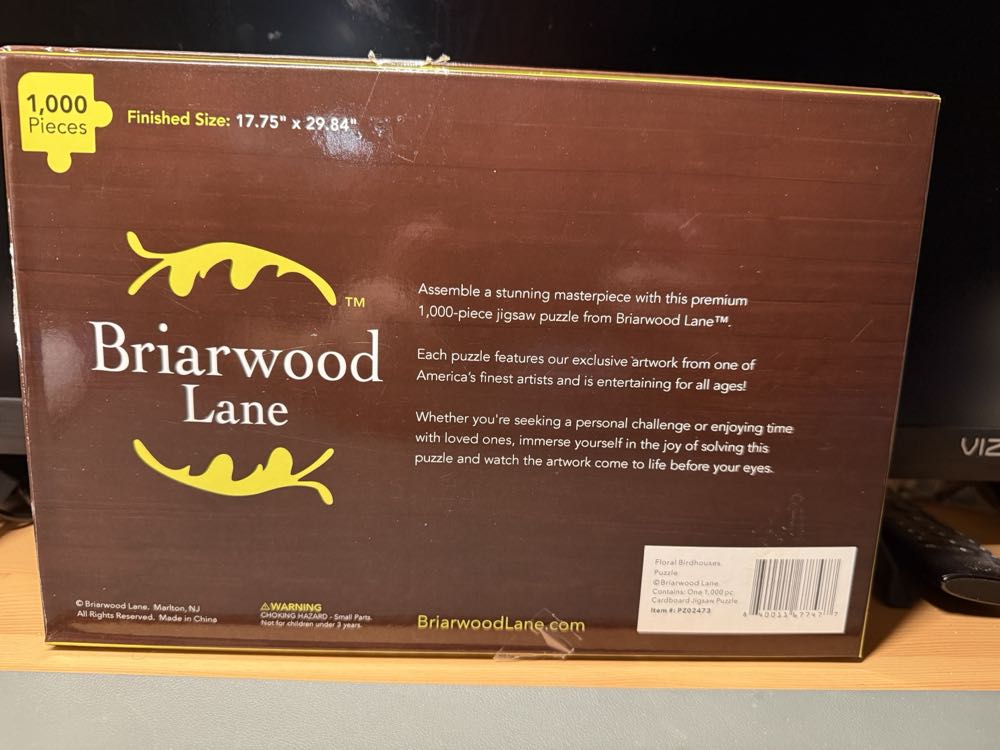 1,000
Pieces
Finished Size: 17.75" x 29.84"
TM
Briarwood
Lane
Assemble a stunning masterpiece with this premium
1,000-piece jigsaw puzzle from Briarwood Lane™.
Each puzzle features our exclusive artwork from one of
America's finest artists and is entertaining for all ages!
Whether you're seeking a personal challenge or enjoying time
with loved ones, immerse yourself in the joy of solving this
puzzle and watch the artwork come to life before your eyes.
© Briarwood Lane. Marlton, NJ
All Rights Reserved. Made in China
⚠WARNING
CHOKING HAZARD - Small Parts.
Not for children under 3 years.
BriarwoodLane.com
Floral Birdhouses
Puzzle
©Briarwood Lane.
Contains: One 1,000 pc.
Cardboard Jigsaw Puzzle
Item #: PZ02473
VIZ